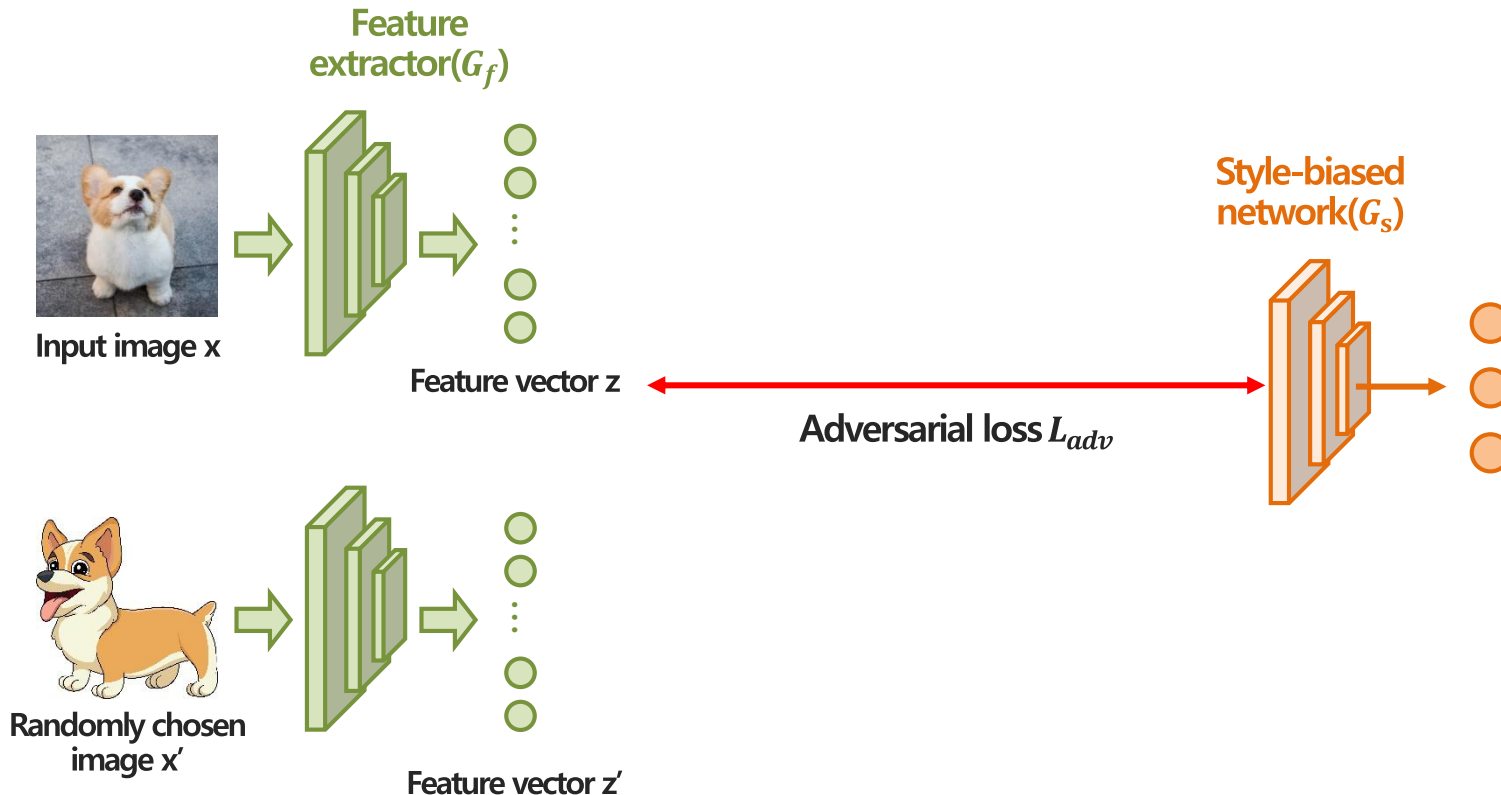 Feature
extractor(G_f)
Input image x
Feature vector z
Style-biased
network(G_s)
Adversarial loss L_adv
Randomly chosen
image x′
Feature vector z′